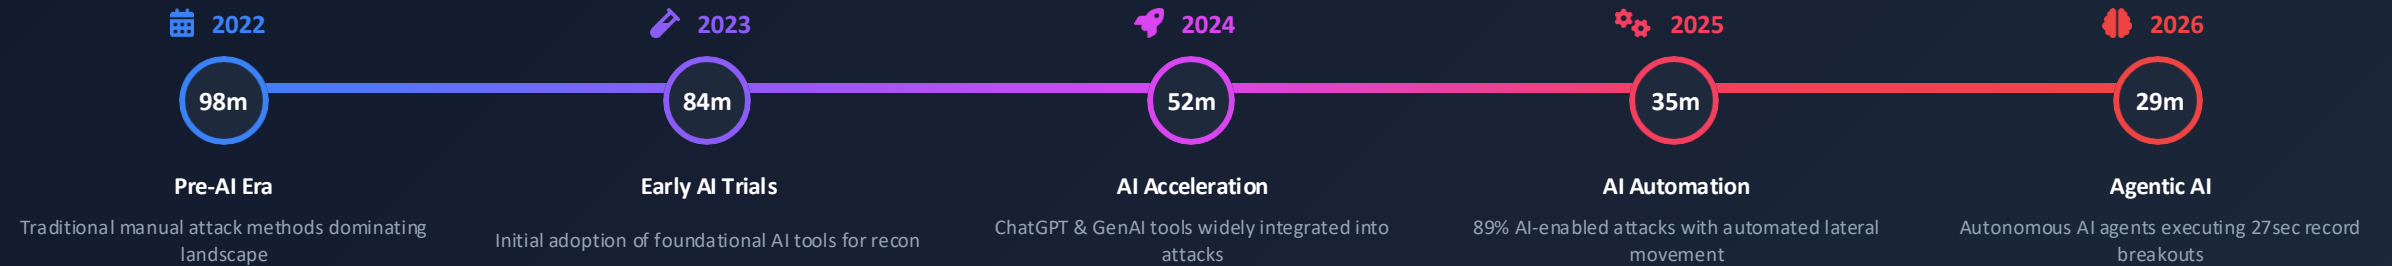 2022
98m
Pre-AI Era
Traditional manual attack methods dominating
landscape
2023
84m
Early AI Trials
Initial adoption of foundational AI tools for recon
2024
52m
AI Acceleration
ChatGPT & GenAI tools widely integrated into
attacks
2025
35m
AI Automation
89% AI-enabled attacks with automated lateral
movement
2026
29m
Agentic AI
Autonomous AI agents executing 27sec record
breakouts